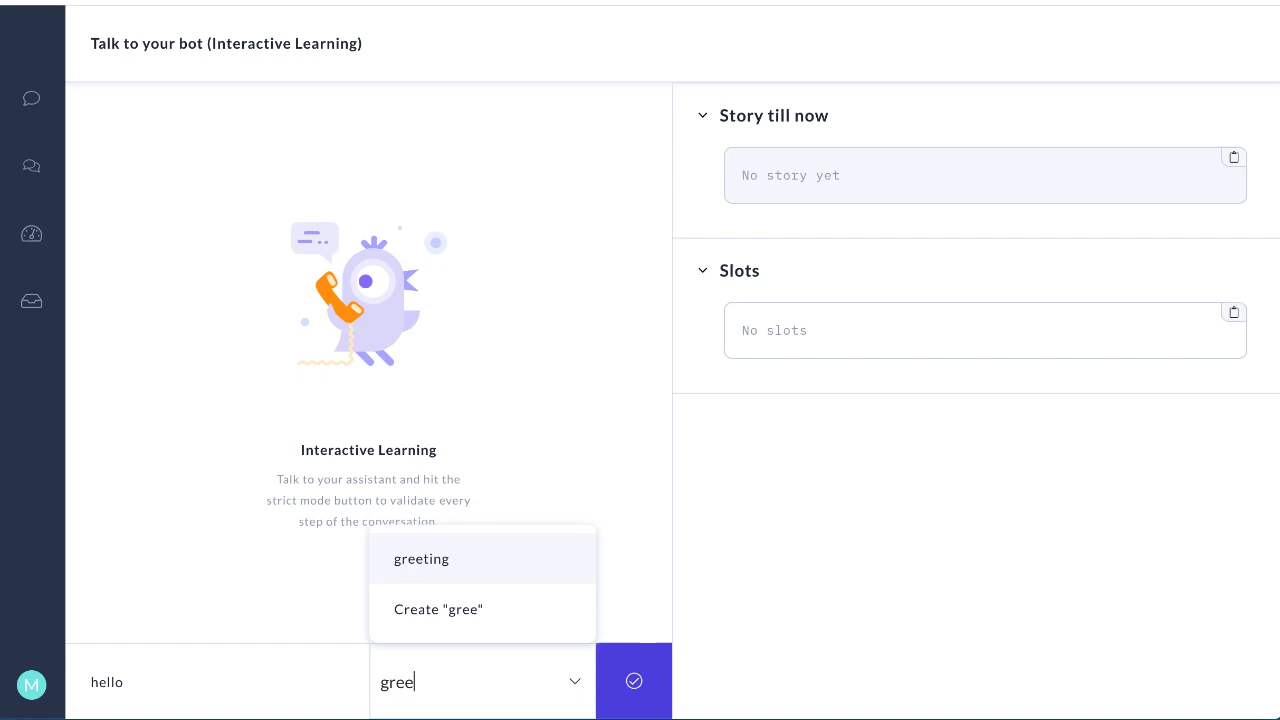 Talk to your bot (Interactive Learning)
Story till now
No story yet
Slots
No slots
Interactive Learning
Talk to your assistant and hit the
strict mode button to validate every
step of the conversation.
greeting
Create "gree"
hello
gree
M